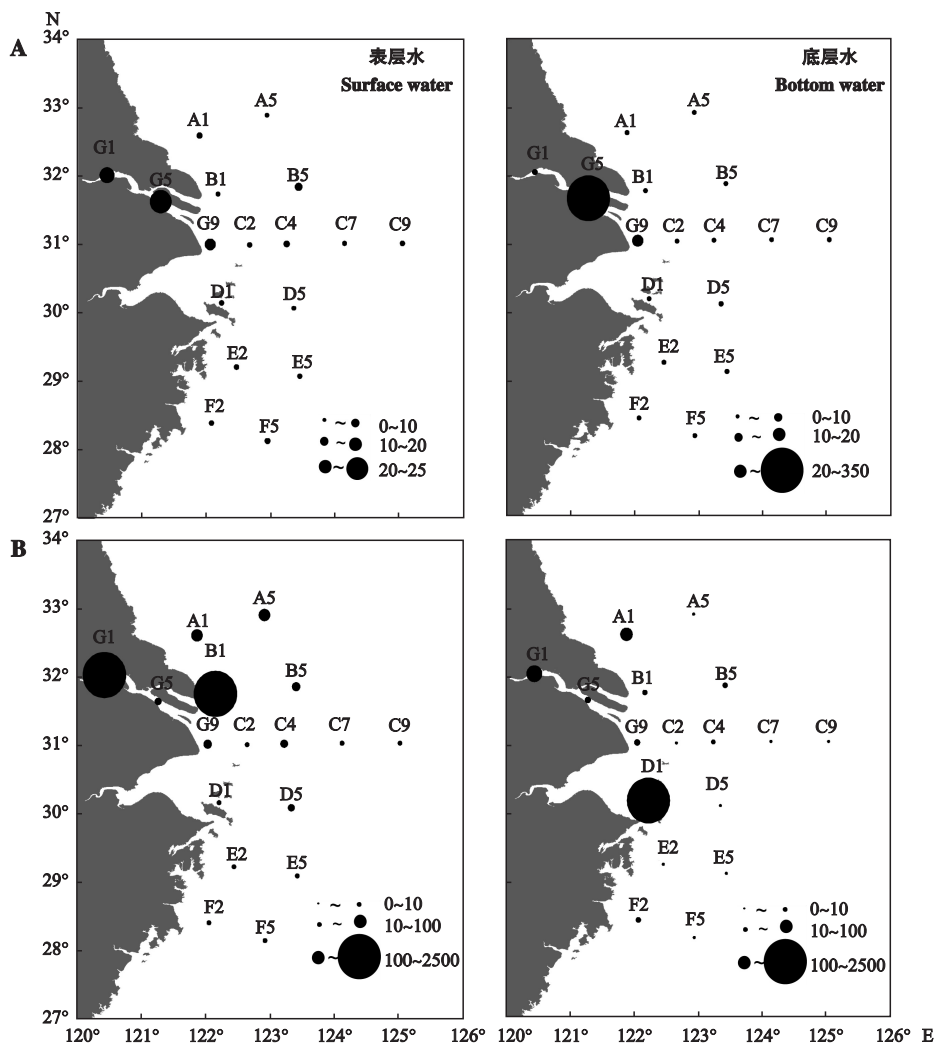 N
A
34°
33°
32°
31°
30°
29°
28°
27°
表层水
Surface water
A5
A1
G1
G5
B1
B5
G9
C2
C4
C7
C9
D1
D5
E2
E5
F2
F5
~
0~10
~
10~20
~
20~25
底层水
Bottom water
A5
A1
G1
G5
B1
B5
G9
C2
C4
C7
C9
D1
D5
E2
E5
F2
F5
~
0~10
~
10~20
~
20~350
B
34°
33°
32°
31°
30°
29°
28°
27°
A5
A1
G1
B1
G5
B5
G9
C2
C4
C7
C9
D1
D5
E2
E5
F2
F5
~
0~10
~
10~100
~
100~2500
120°
121°
122°
123°
124°
125°
126°
A5
A1
G1
G5
B1
B5
G9
C2
C4
C7
C9
D1
D5
E2
E5
F2
F5
~
0~10
~
10~100
~
100~2500
120°
121°
122°
123°
124°
125°
126°
E